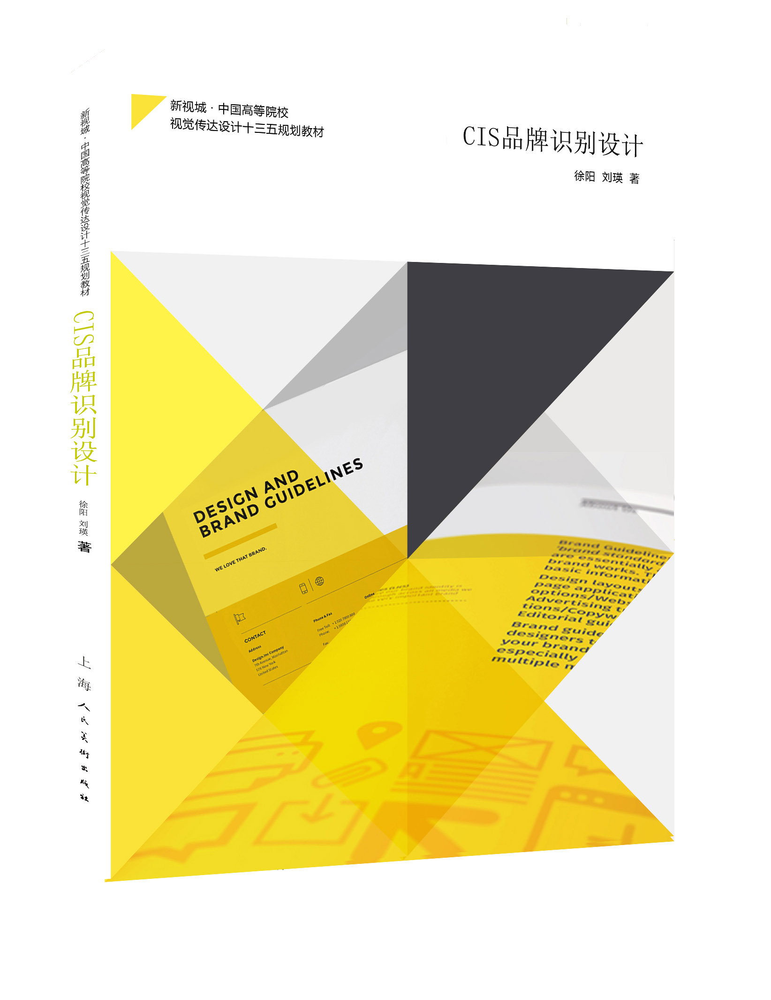 新视城·中国高等院校
视觉传达设计十三五规划教材
CIS品牌识别设计
徐阳 刘瑛 著
新视域·中国高等院校视觉传达设计十三五规划教材
CIS品牌识别设计
徐阳 刘瑛 著
上海人民美術出版社
DESIGN AND
BRAND GUIDELINES
WE LOVE THAT BRAND.
CONTACT
Address
Design.Inc Company
7th Avenue, Manhattan
578 New York
United States
Phone & Fax
Free Toll: +1 020 7800 800
Phone: +1 0800
Fax:
Online
Brand Guideline
'brand standard
are essentially
brand works. T
basic informati
Design layouts
page applicat
options/Webs
Advertising t
tions/Copyw
Editorial gui
Brand guide
designers t
your brand
especially
multiple